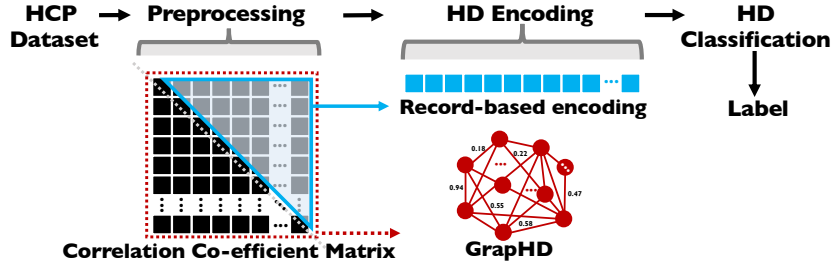 HCP
Dataset
Preprocessing
HD Encoding
HD
Classification
Record-based encoding
Label
0.18
0.22
...
0.94
0.47
...
0.55
0.58
Correlation Co-efficient Matrix
GrapHD